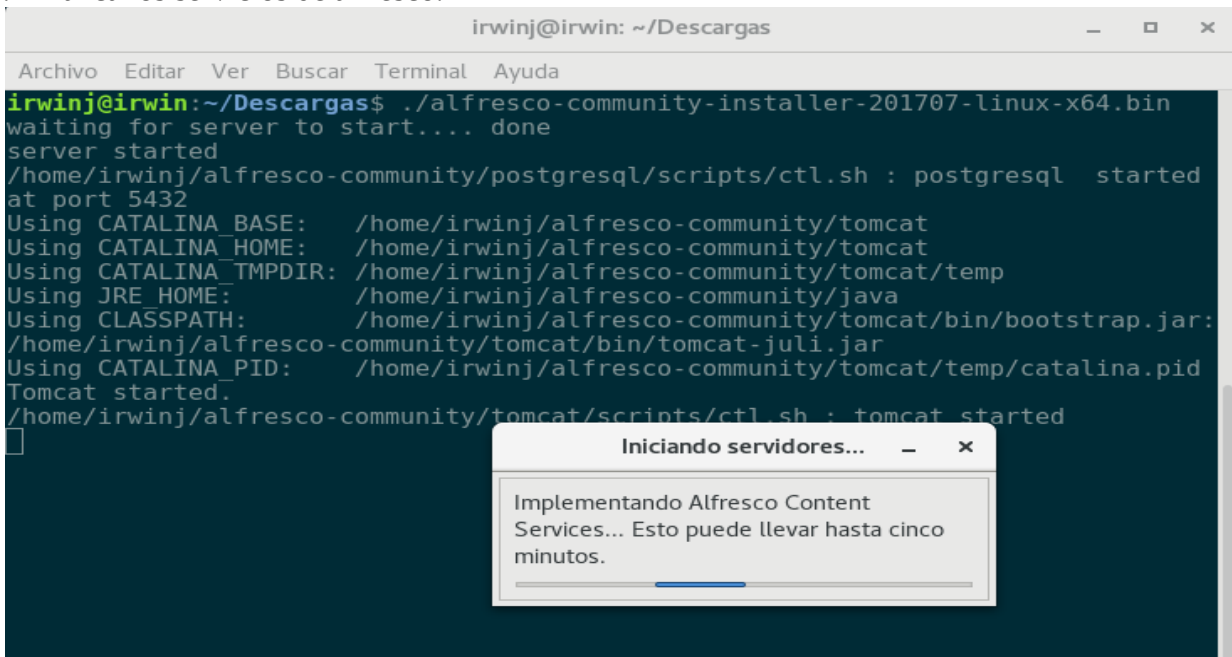 irwinj@irwin: ~/Descargas
Archivo Editar Ver Buscar Terminal Ayuda
irwinj@irwin:~/Descargas$ ./alfresco-community-installer-201707-linux-x64.bin
waiting for server to start.... done
server started
/home/irwinj/alfresco-community/postgresql/scripts/ctl.sh : postgresql  started
at port 5432
Using CATALINA_BASE:   /home/irwinj/alfresco-community/tomcat
Using CATALINA_HOME:   /home/irwinj/alfresco-community/tomcat
Using CATALINA_TMPDIR: /home/irwinj/alfresco-community/tomcat/temp
Using JRE_HOME:        /home/irwinj/alfresco-community/java
Using CLASSPATH:       /home/irwinj/alfresco-community/tomcat/bin/bootstrap.jar:
/home/irwinj/alfresco-community/tomcat/bin/tomcat-juli.jar
Using CATALINA_PID:    /home/irwinj/alfresco-community/tomcat/temp/catalina.pid
Tomcat started.
/home/irwinj/alfresco-community/tomcat/scripts/ctl.sh : tomcat started
Iniciando servidores...
Implementando Alfresco Content
Services... Esto puede llevar hasta cinco
minutos.